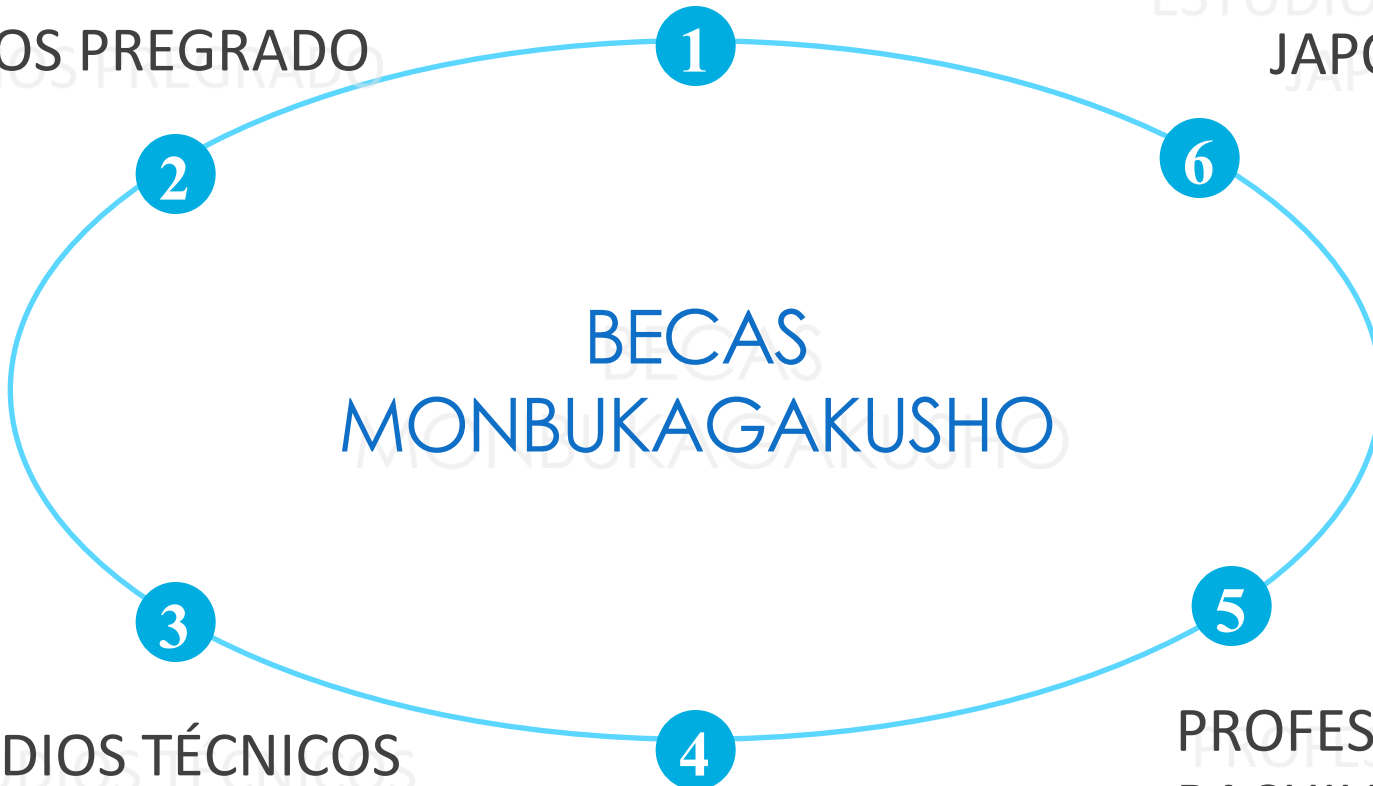 OS PREGRADO
1
JAPO
2
6
BECAS
MONBUKAGAKUSHO
3
5
DIOS TÉCNICOS
4
PROFES